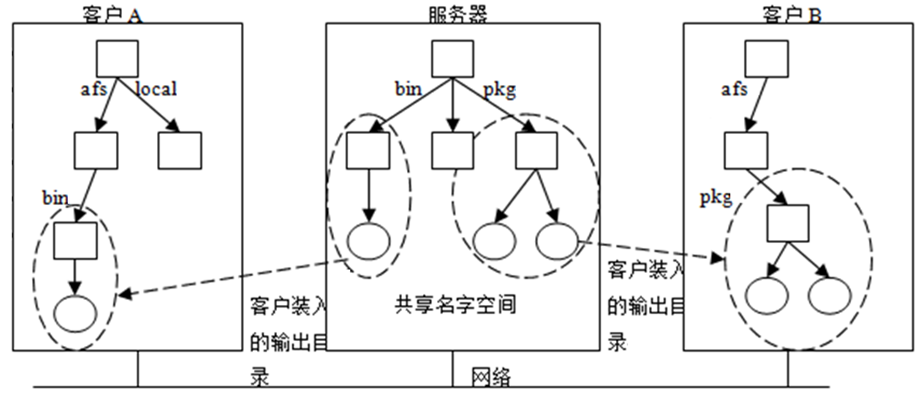 客户 A
服务器
客户 B
afs
local
bin
pkg
afs
bin
pkg
客户装入
的输出目
录
共享名字空间
客户装入
的输出目
录
网络